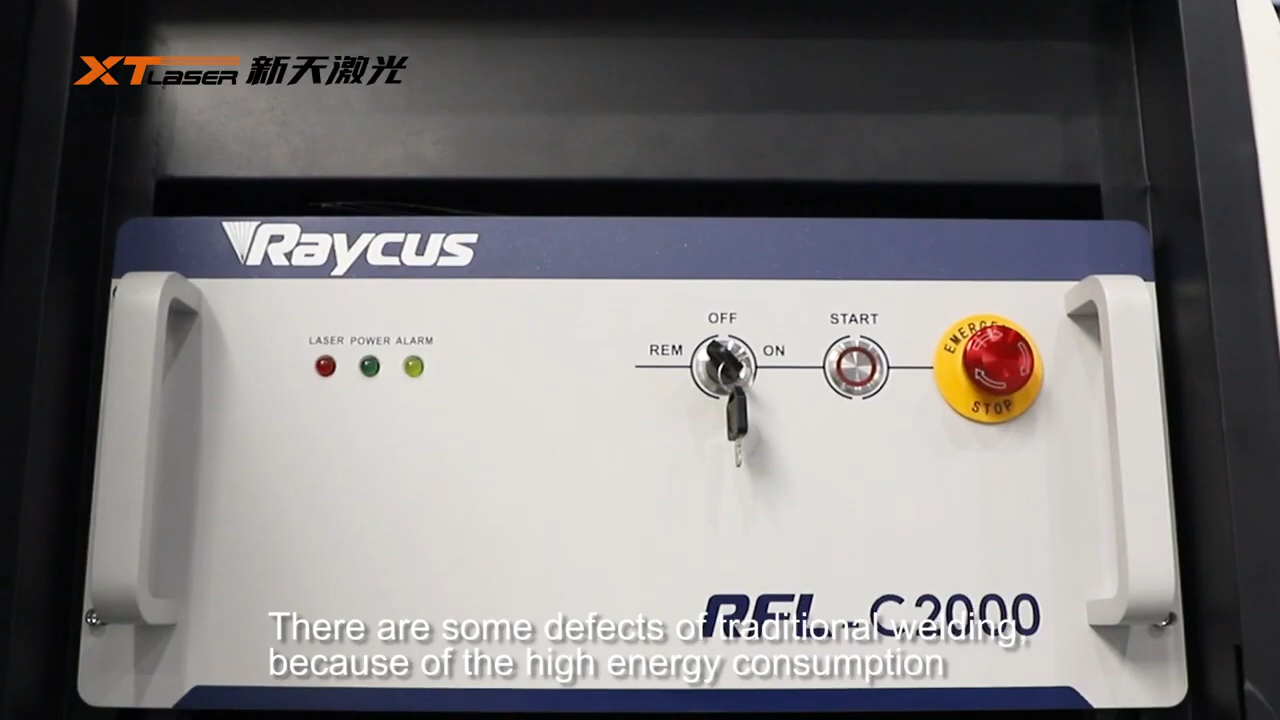 XT LASER 新天激光
Raycus
LASER POWER ALARM
OFF
REM
ON
START
EMERGENCY
STOP
RFL-C2000
There are some defects of traditional welding,
because of the high energy consumption